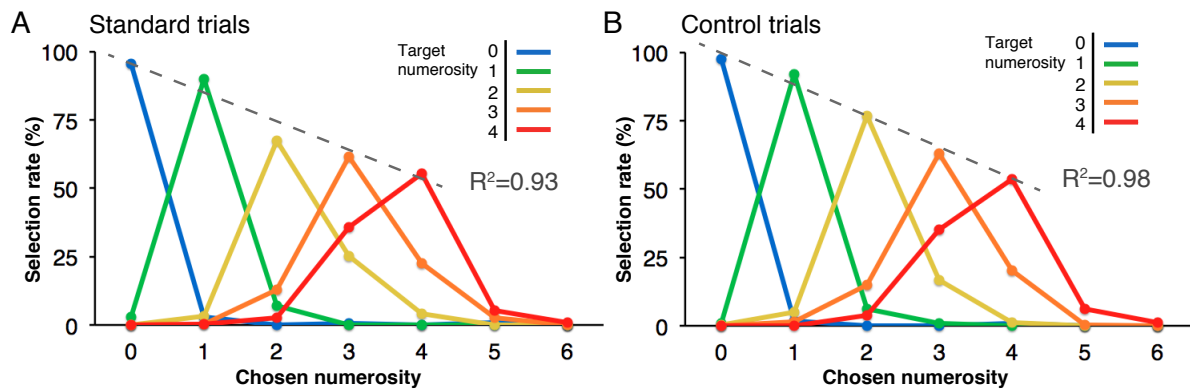 A Standard trials
Target numerosity
0
1
2
3
4
100
75
50
25
0
Selection rate (%)
R²=0.93
0 1 2 3 4 5 6
Chosen numerosity
B Control trials
Target numerosity
0
1
2
3
4
100
75
50
25
0
Selection rate (%)
R²=0.98
0 1 2 3 4 5 6
Chosen numerosity